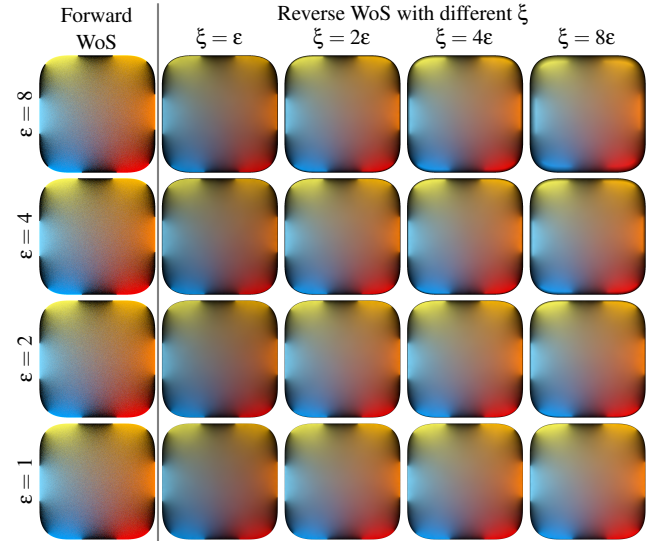 Forward
WoS
Reverse WoS with different ξ
ξ = ε
ξ = 2ε
ξ = 4ε
ξ = 8ε
ε = 8
ε = 4
ε = 2
ε = 1